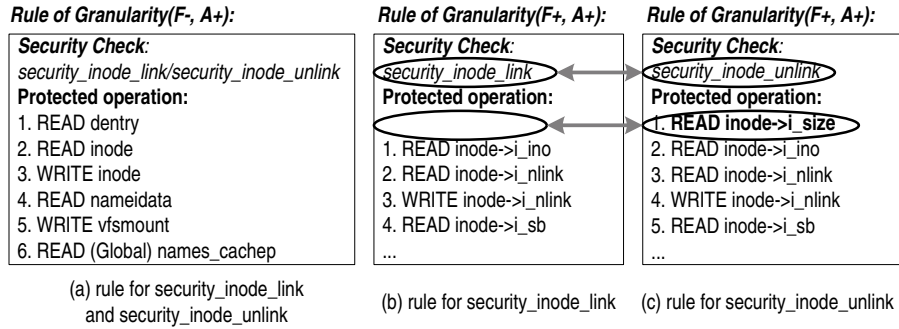 Rule of Granularity(F-, A+):
Security Check:
security_inode_link/security_inode_unlink
Protected operation:
1. READ dentry
2. READ inode
3. WRITE inode
4. READ nameidata
5. WRITE vfsmount
6. READ (Global) names_cachep
(a) rule for security_inode_link
and security_inode_unlink
Rule of Granularity(F+, A+):
Security Check:
security_inode_link
Protected operation:
1. READ inode->i_ino
2. READ inode->i_nlink
3. WRITE inode->i_nlink
4. READ inode->i_sb
...
(b) rule for security_inode_link
Rule of Granularity(F+, A+):
Security Check:
security_inode_unlink
Protected operation:
1. READ inode->i_size
2. READ inode->i_ino
3. READ inode->i_nlink
4. WRITE inode->i_nlink
5. READ inode->i_sb
...
(c) rule for security_inode_unlink